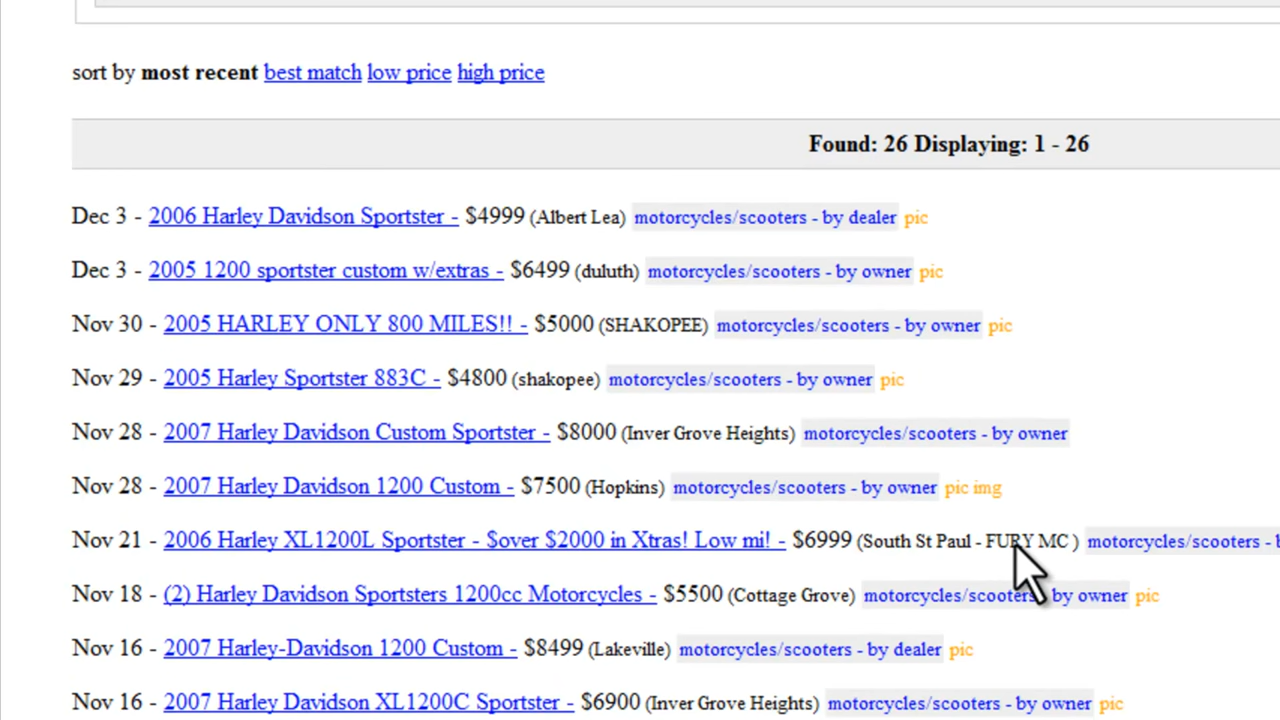 sort by most recent best match low price high price
Found: 26 Displaying: 1 - 26
Dec 3 - 2006 Harley Davidson Sportster - $4999 (Albert Lea) motorcycles/scooters - by dealer pic
Dec 3 - 2005 1200 sportster custom w/extras - $6499 (duluth) motorcycles/scooters - by owner pic
Nov 30 - 2005 HARLEY ONLY 800 MILES!! - $5000 (SHAKOPEE) motorcycles/scooters - by owner pic
Nov 29 - 2005 Harley Sportster 883C - $4800 (shakopee) motorcycles/scooters - by owner pic
Nov 28 - 2007 Harley Davidson Custom Sportster - $8000 (Inver Grove Heights) motorcycles/scooters - by owner
Nov 28 - 2007 Harley Davidson 1200 Custom - $7500 (Hopkins) motorcycles/scooters - by owner pic img
Nov 21 - 2006 Harley XL1200L Sportster - $over $2000 in Xtras! Low mi! - $6999 (South St Paul - FURY MC ) motorcycles/scooters -
Nov 18 - (2) Harley Davidson Sportsters 1200cc Motorcycles - $5500 (Cottage Grove) motorcycles/scooters - by owner pic
Nov 16 - 2007 Harley-Davidson 1200 Custom - $8499 (Lakeville) motorcycles/scooters - by dealer pic
Nov 16 - 2007 Harley Davidson XL1200C Sportster - $6900 (Inver Grove Heights) motorcycles/scooters - by owner pic